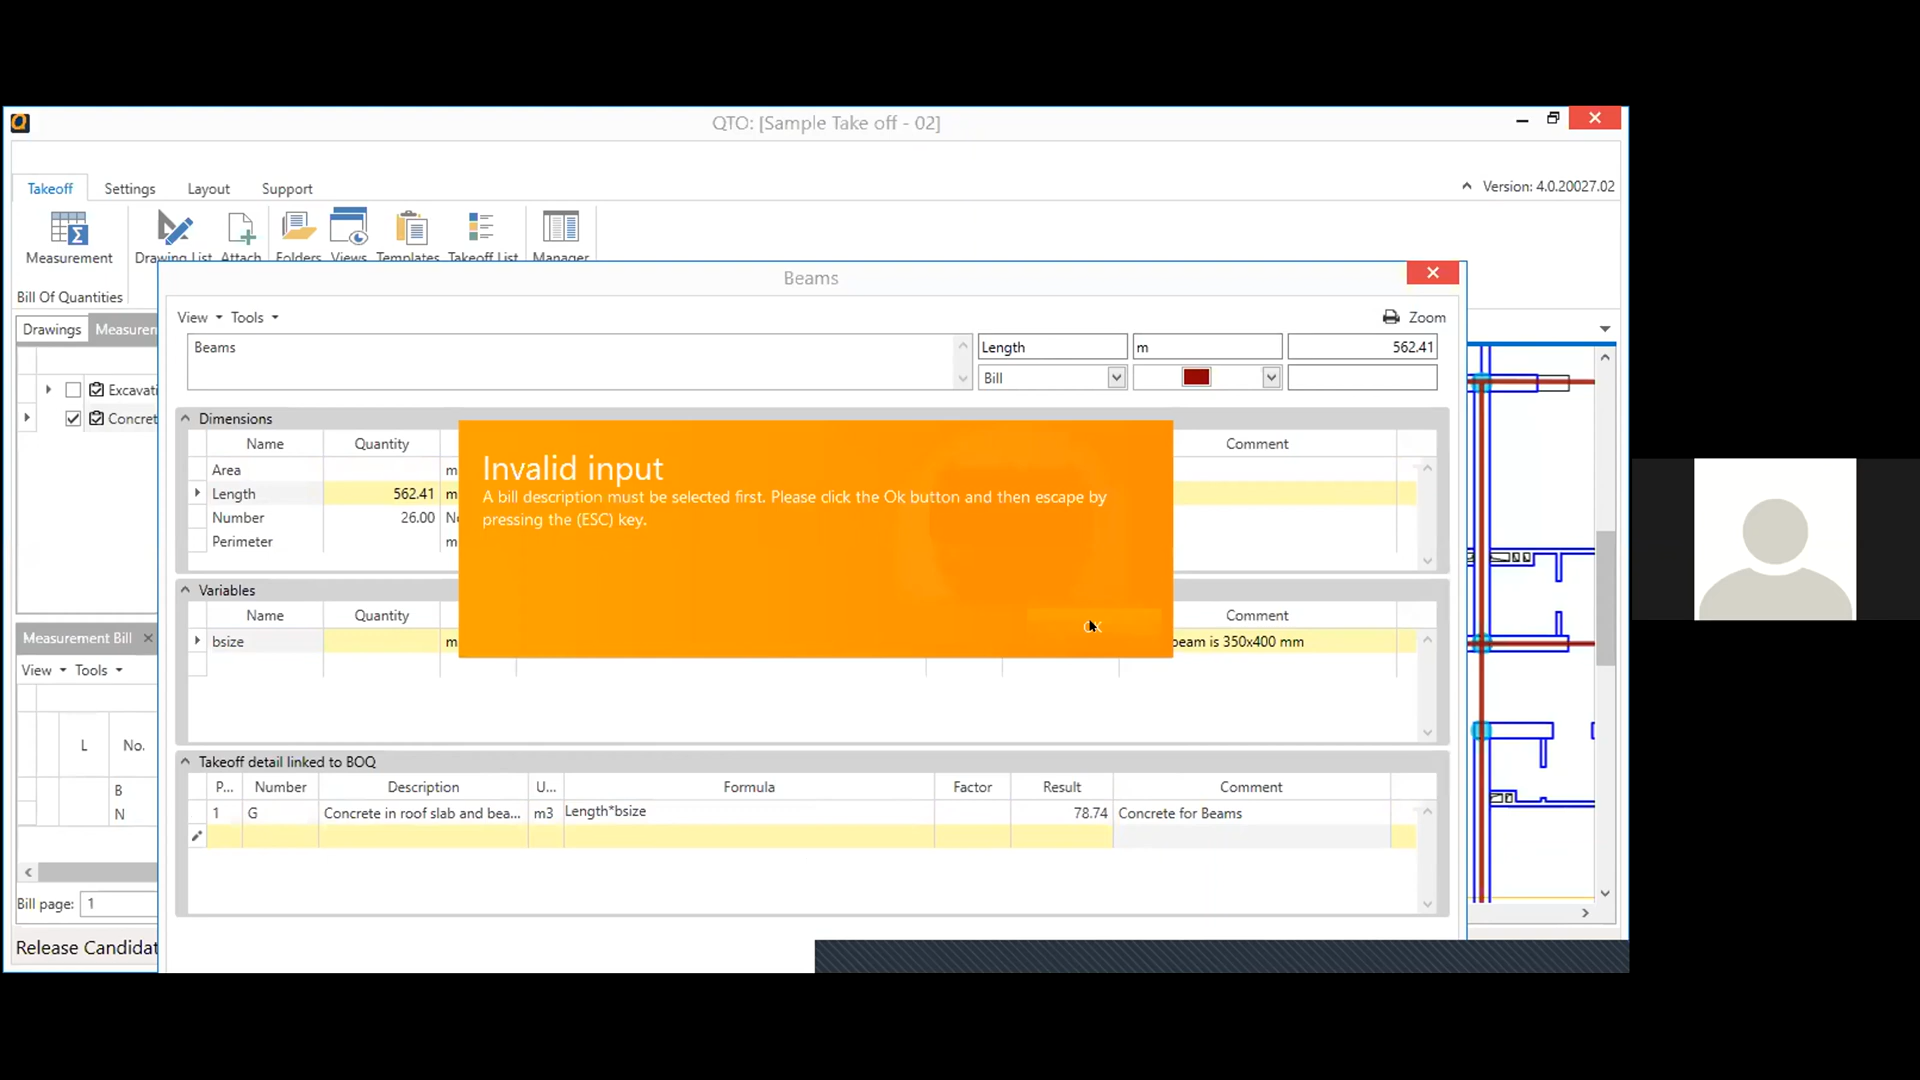 QTO: [Sample Take off - 02]
Takeoff Settings Layout Support
Version: 4.0.20027.02
Measurement Drawing List Attach Folders Views Templates Takeoff List Manager
Bill Of Quantities
Beams
Drawings Measuren
View Tools
Zoom
Beams
Length m 562.41
Bill
Excavati
Concret
Dimensions
Name Quantity Comment
Area m
Length 562.41 m
Number 26.00 No
Perimeter m
Invalid input
A bill description must be selected first. Please click the Ok button and then escape by
pressing the (ESC) key.
Variables
Name Quantity Comment
bsize m beam is 350x400 mm
Measurement Bill
View Tools
L No.
B
N
Takeoff detail linked to BOQ
P... Number Description U... Formula Factor Result Comment
1 G Concrete in roof slab and bea... m3 Length*bsize 78.74 Concrete for Beams
Bill page: 1
Release Candidat